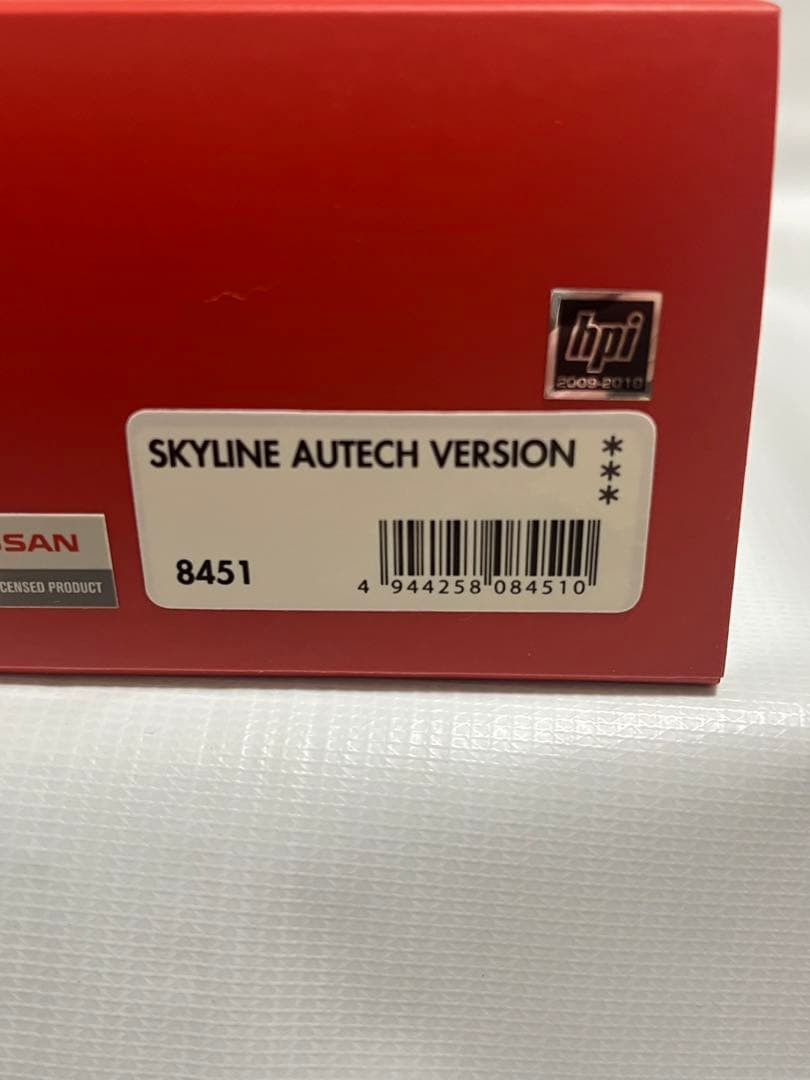 hpi
2009-2010
SKYLINE AUTECH VERSION ***
SSAN
CENSED PRODUCT
8451
4 944258 084510